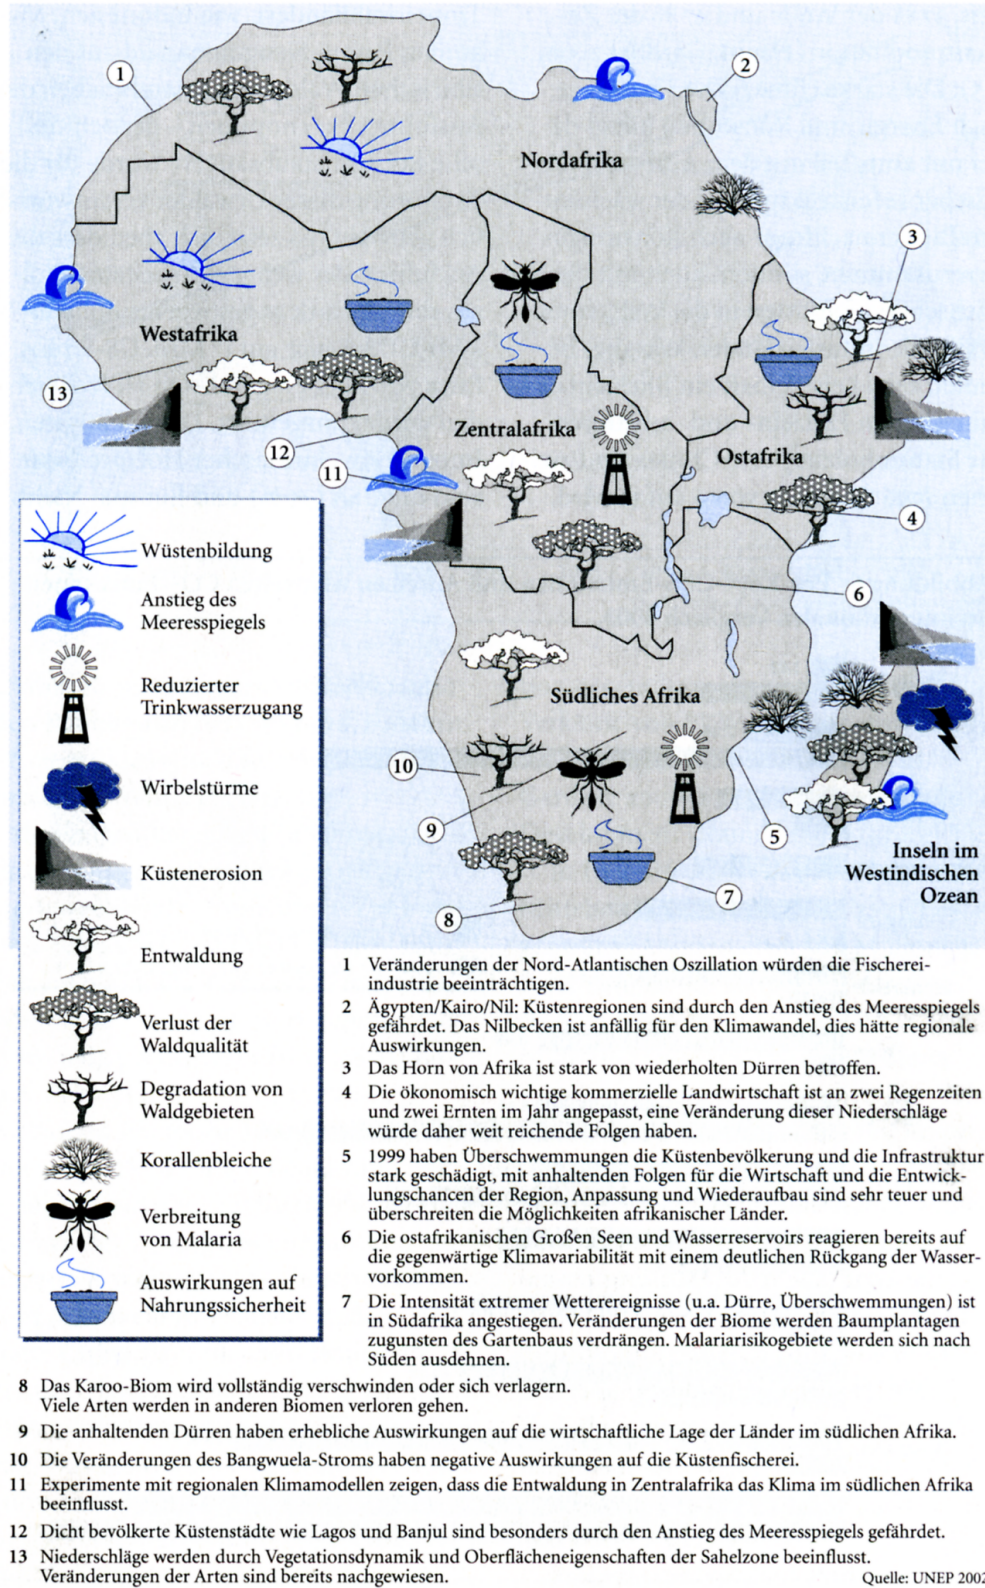 1
2
Nordafrika
3
Westafrika
13
Zentralafrika
12
11
Ostafrika
4
6
Südliches Afrika
10
9
5
Inseln im
Westindischen
Ozean
7
8
Wüstenbildung
Anstieg des
Meeresspiegels
Reduzierter
Trinkwasserzugang
Wirbelstürme
Küstenerosion
Entwaldung
Verlust der
Waldqualität
Degradation von
Waldgebieten
Korallenbleiche
Verbreitung
von Malaria
Auswirkungen auf
Nahrungssicherheit
1 Veränderungen der Nord-Atlantischen Oszillation würden die Fischerei-
industrie beeinträchtigen.
2 Ägypten/Kairo/Nil: Küstenregionen sind durch den Anstieg des Meeresspiegels
gefährdet. Das Nilbecken ist anfällig für den Klimawandel, dies hätte regionale
Auswirkungen.
3 Das Horn von Afrika ist stark von wiederholten Dürren betroffen.
4 Die ökonomisch wichtige kommerzielle Landwirtschaft ist an zwei Regenzeiten
und zwei Ernten im Jahr angepasst, eine Veränderung dieser Niederschläge
würde daher weit reichende Folgen haben.
5 1999 haben Überschwemmungen die Küstenbevölkerung und die Infrastruktur
stark geschädigt, mit anhaltenden Folgen für die Wirtschaft und die Entwick-
lungschancen der Region, Anpassung und Wiederaufbau sind sehr teuer und
überschreiten die Möglichkeiten afrikanischer Länder.
6 Die ostafrikanischen Großen Seen und Wasserreservoirs reagieren bereits auf
die gegenwärtige Klimavariabilität mit einem deutlichen Rückgang der Wasser-
vorkommen.
7 Die Intensität extremer Wetterereignisse (u.a. Dürre, Überschwemmungen) ist
in Südafrika angestiegen. Veränderungen der Biome werden Baumplantagen
zugunsten des Gartenbaus verdrängen. Malariarisikogebiete werden sich nach
Süden ausdehnen.
8 Das Karoo-Biom wird vollständig verschwinden oder sich verlagern.
Viele Arten werden in anderen Biomen verloren gehen.
9 Die anhaltenden Dürren haben erhebliche Auswirkungen auf die wirtschaftliche Lage der Länder im südlichen Afrika.
10 Die Veränderungen des Bangwuela-Stroms haben negative Auswirkungen auf die Küstenfischerei.
11 Experimente mit regionalen Klimamodellen zeigen, dass die Entwaldung in Zentralafrika das Klima im südlichen Afrika
beeinflusst.
12 Dicht bevölkerte Küstenstädte wie Lagos und Banjul sind besonders durch den Anstieg des Meeresspiegels gefährdet.
13 Niederschläge werden durch Vegetationsdynamik und Oberflächeneigenschaften der Sahelzone beeinflusst.
Veränderungen der Arten sind bereits nachgewiesen.
Quelle: UNEP 2002